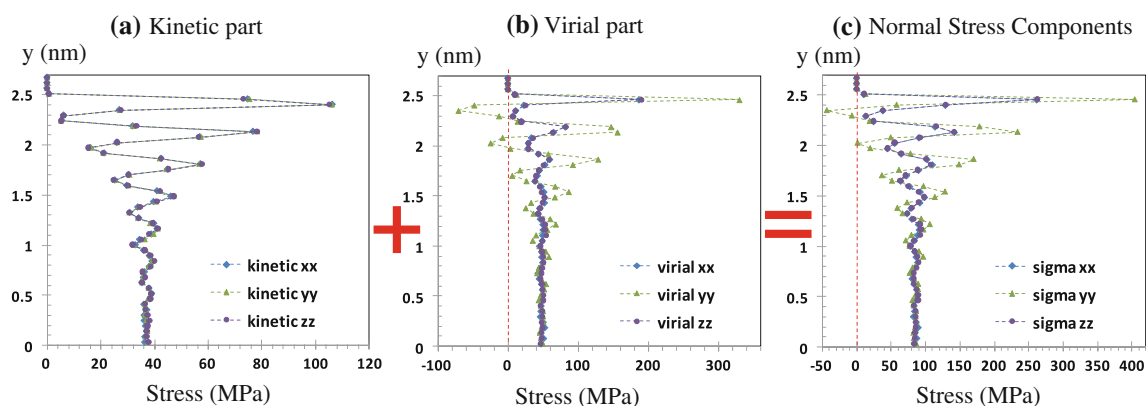 (a) Kinetic part
(b) Virial part
(c) Normal Stress Components
y (nm)
y (nm)
y (nm)
2.5
2
1.5
1
0.5
0
0 20 40 60 80 100 120
kinetic xx
kinetic yy
kinetic zz
Stress (MPa)
+
2.5
2
1.5
1
0.5
0
-100 0 100 200 300
virial xx
virial yy
virial zz
Stress (MPa)
=
2.5
2
1.5
1
0.5
0
-50 0 50 100 150 200 250 300 350 400
sigma xx
sigma yy
sigma zz
Stress (MPa)